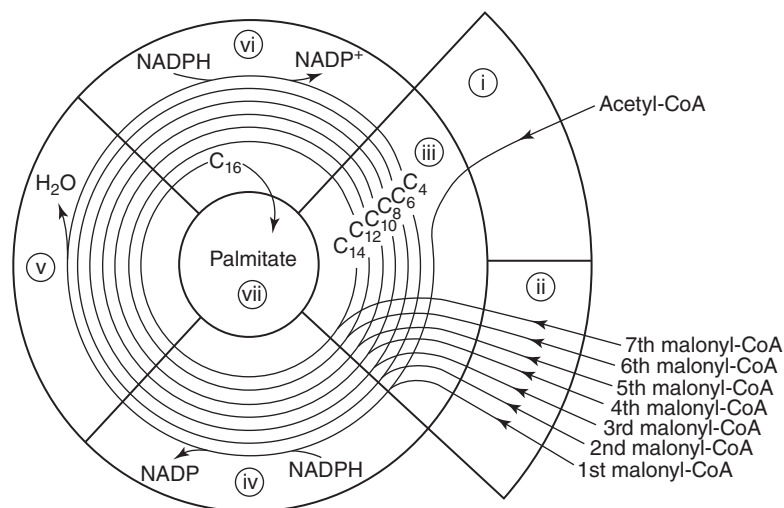 vi
NADPH
NADP+
i
Acetyl-CoA
iii
C16
C4
C6
C8
C10
C12
C14
H2O
v
Palmitate
vii
ii
7th malonyl-CoA
6th malonyl-CoA
5th malonyl-CoA
4th malonyl-CoA
3rd malonyl-CoA
2nd malonyl-CoA
1st malonyl-CoA
NADP
NADPH
iv